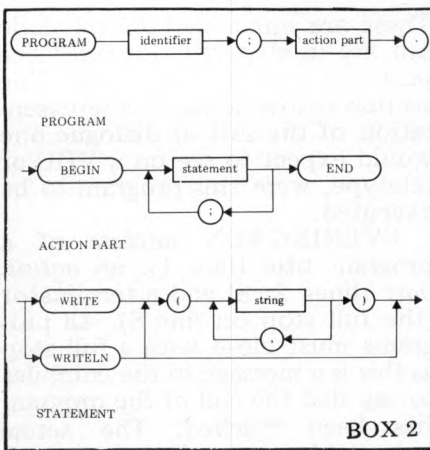 PROGRAM identifier ; action part .
PROGRAM
BEGIN statement END
;
ACTION PART
WRITE ( string )
WRITELN ,
STATEMENT
BOX 2